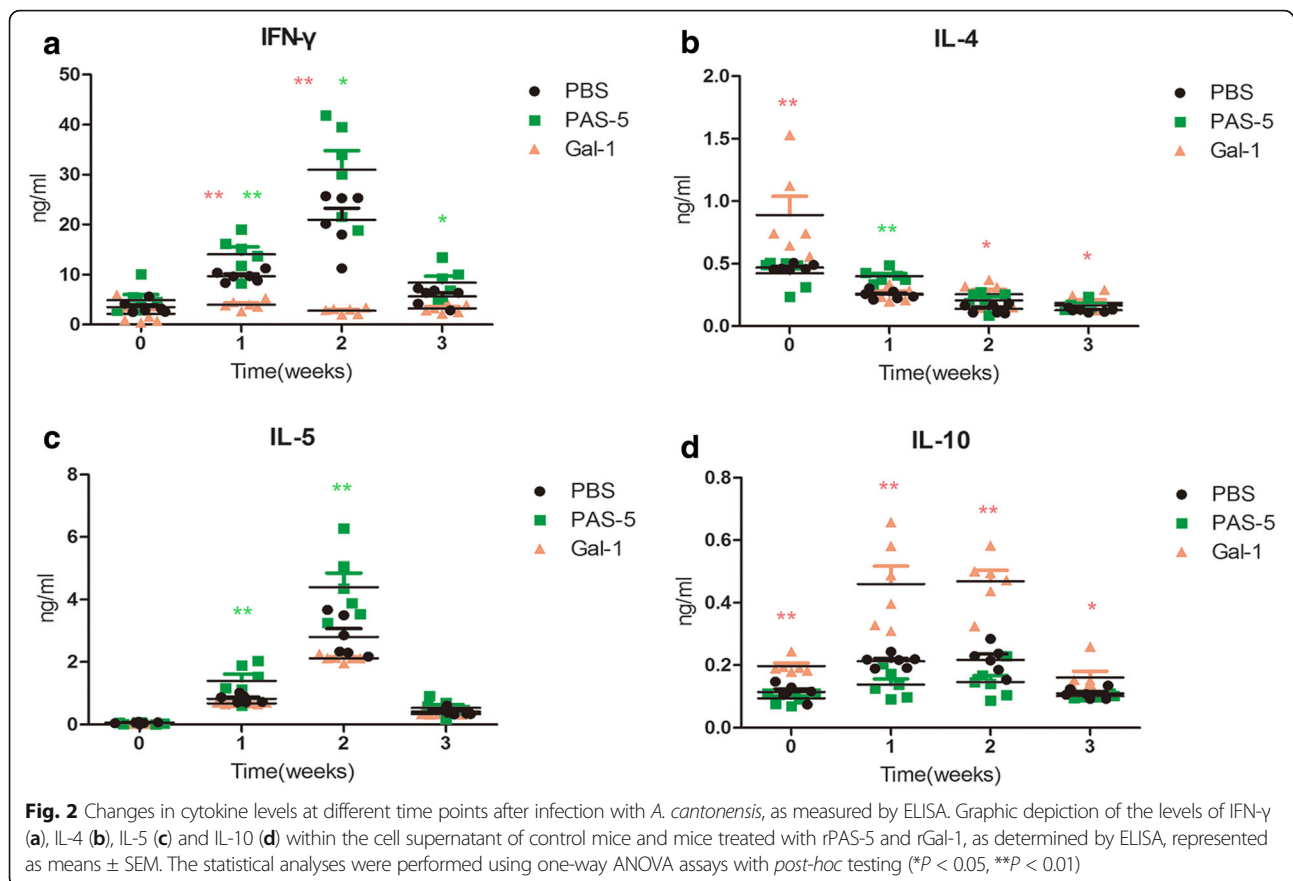 a
IFN-γ
** *
** **
*
50
40
30
20
10
0
ng/ml
0 1 2 3
Time(weeks)
PBS
PAS-5
Gal-1
b
IL-4
**
**
* *
2.0
1.5
1.0
0.5
0.0
ng/ml
0 1 2 3
Time(weeks)
PBS
PAS-5
Gal-1
c
IL-5
**
**
8
6
4
2
0
ng/ml
0 1 2 3
Time(weeks)
PBS
PAS-5
Gal-1
d
IL-10
**
**
**
*
0.8
0.6
0.4
0.2
0.0
ng/ml
0 1 2 3
Time(weeks)
PBS
PAS-5
Gal-1
Fig. 2 Changes in cytokine levels at different time points after infection with A. cantonensis, as measured by ELISA. Graphic depiction of the levels of IFN-γ
(a), IL-4 (b), IL-5 (c) and IL-10 (d) within the cell supernatant of control mice and mice treated with rPAS-5 and rGal-1, as determined by ELISA, represented
as means ± SEM. The statistical analyses were performed using one-way ANOVA assays with post-hoc testing (*P < 0.05, **P < 0.01)